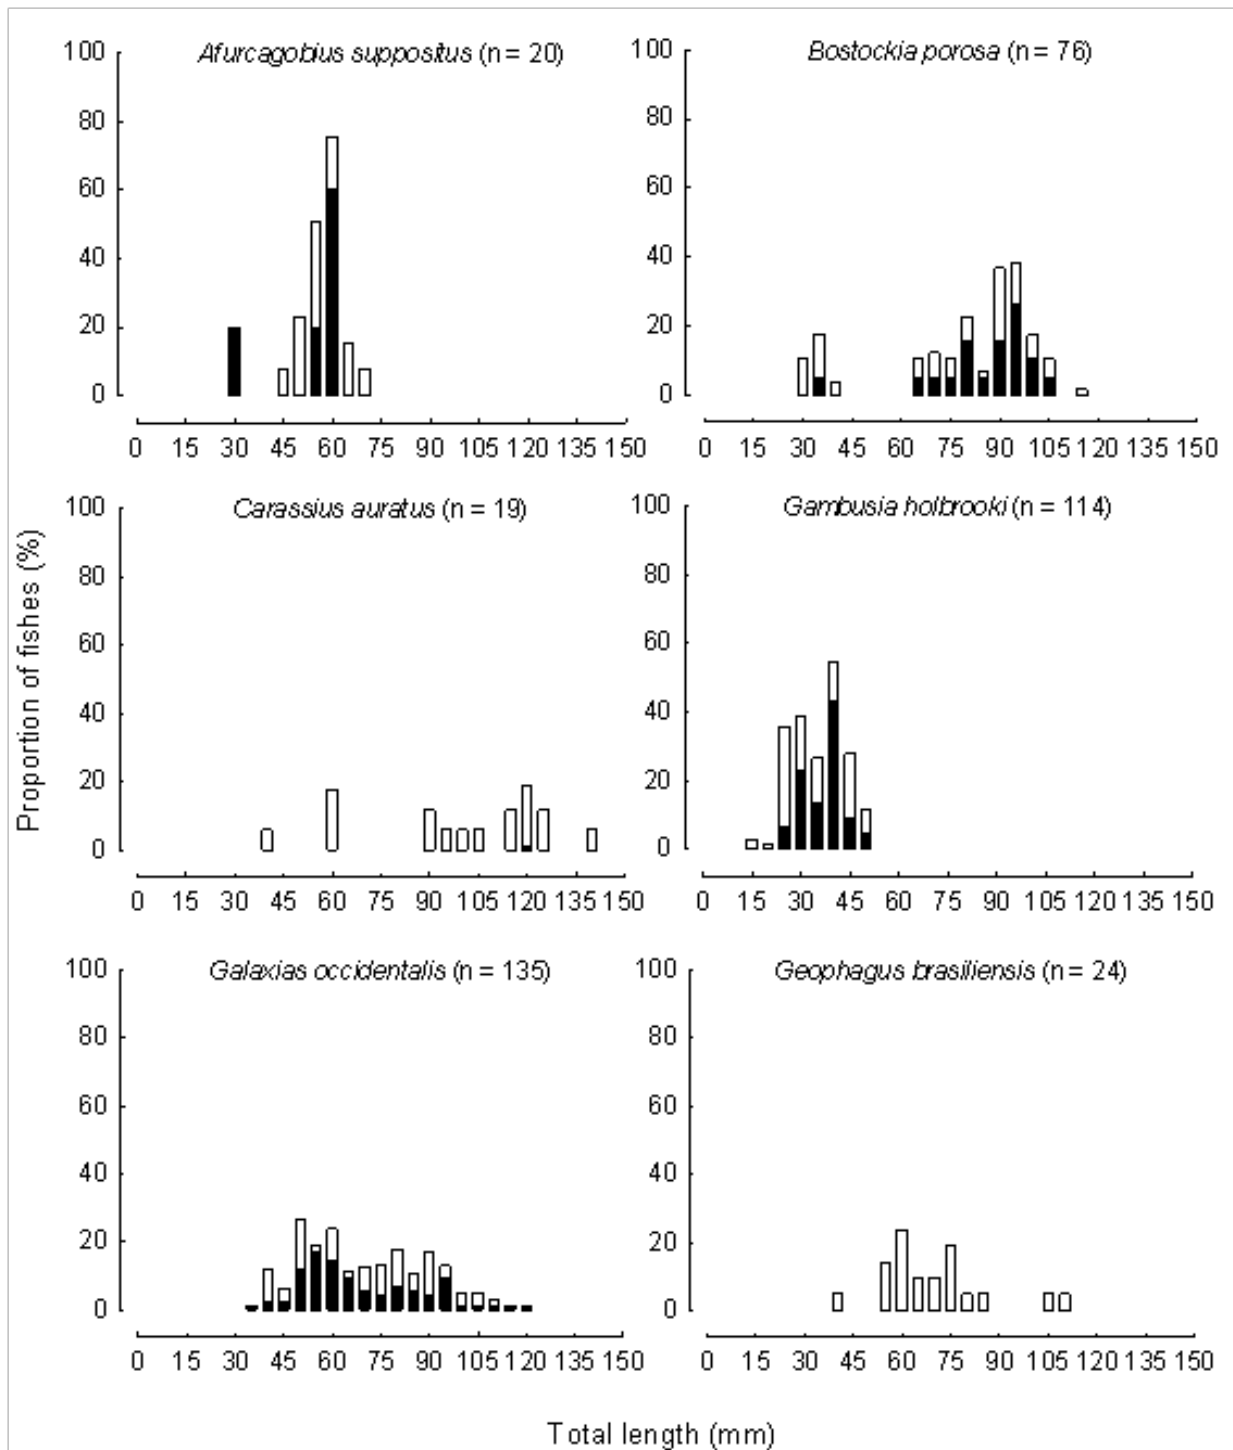 Afurcagobius suppositus (n = 20)
100
80
60
40
20
0
0 15 30 45 60 75 90 105 120 135 150
Bostockia porosa (n = 76)
100
80
60
40
20
0
0 15 30 45 60 75 90 105 120 135 150
Carassius auratus (n = 19)
100
80
60
40
20
0
0 15 30 45 60 75 90 105 120 135 150
Gambusia holbrooki (n = 114)
100
80
60
40
20
0
0 15 30 45 60 75 90 105 120 135 150
Proportion of fishes (%)
Galaxias occidentalis (n = 135)
100
80
60
40
20
0
0 15 30 45 60 75 90 105 120 135 150
Geophagus brasiliensis (n = 24)
100
80
60
40
20
0
0 15 30 45 60 75 90 105 120 135 150
Total length (mm)